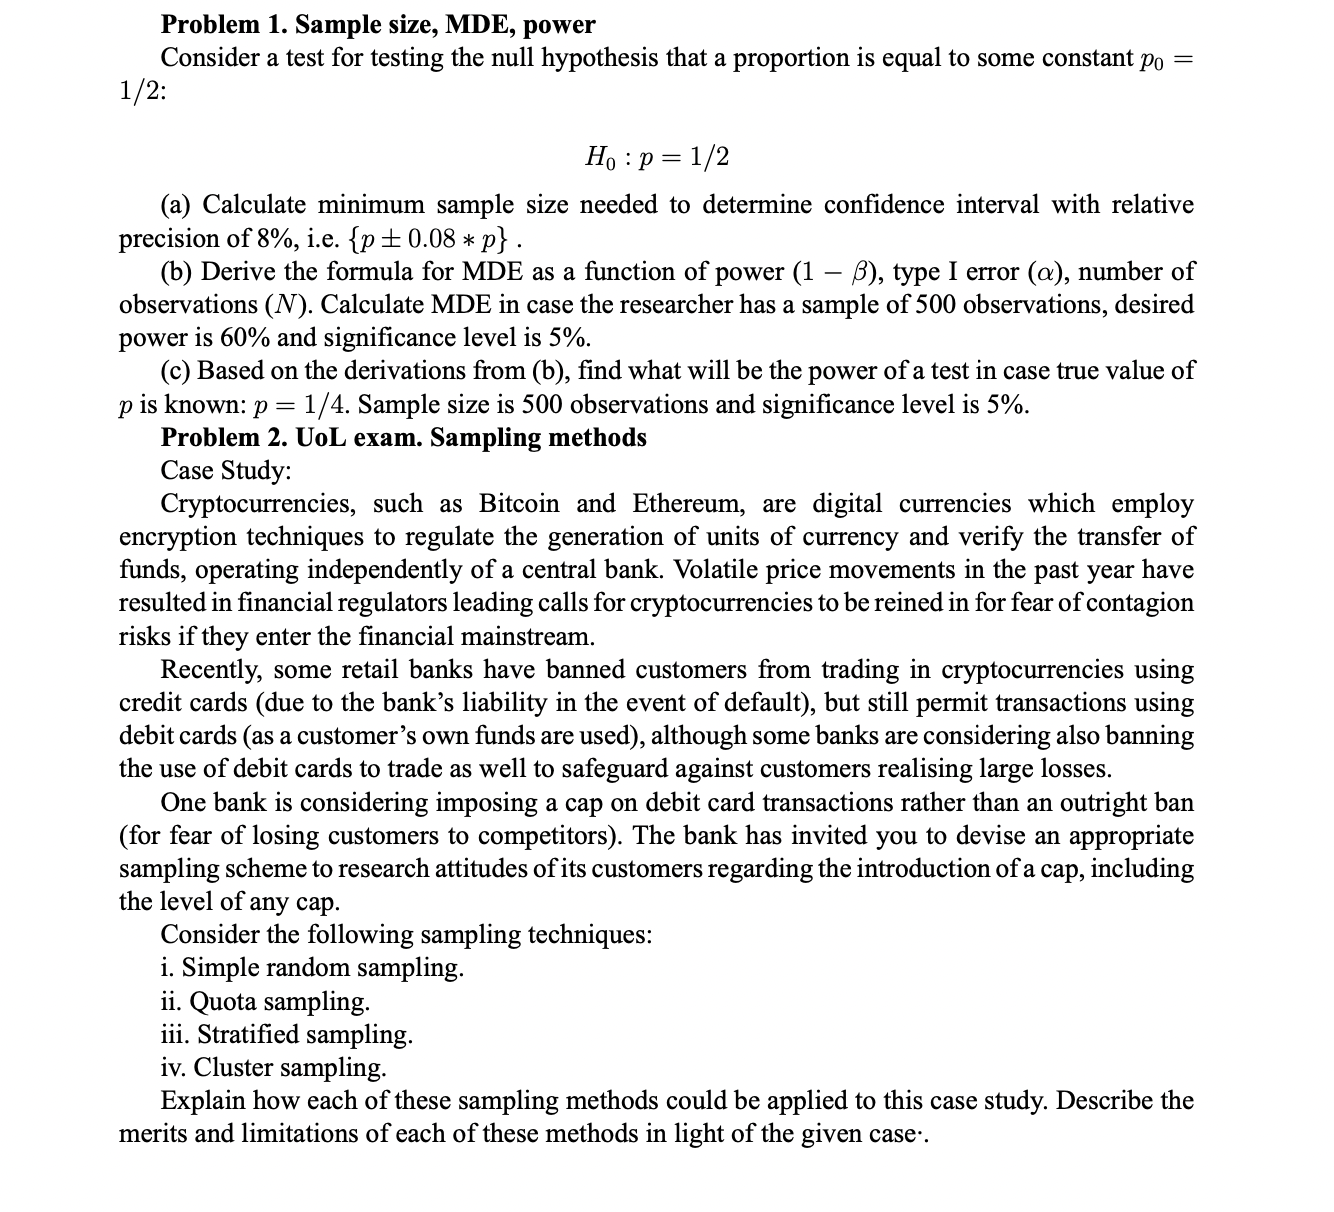 Problem 1. Sample size, MDE, power
Consider a test for testing the null hypothesis that a proportion is equal to some constant p₀ =
1/2:
H₀ : p = 1/2
(a) Calculate minimum sample size needed to determine confidence interval with relative
precision of 8%, i.e. {p ± 0.08 ∗ p} .
(b) Derive the formula for MDE as a function of power (1 − β), type I error (α), number of
observations (N). Calculate MDE in case the researcher has a sample of 500 observations, desired
power is 60% and significance level is 5%.
(c) Based on the derivations from (b), find what will be the power of a test in case true value of
p is known: p = 1/4. Sample size is 500 observations and significance level is 5%.
Problem 2. UoL exam. Sampling methods
Case Study:
Cryptocurrencies, such as Bitcoin and Ethereum, are digital currencies which employ
encryption techniques to regulate the generation of units of currency and verify the transfer of
funds, operating independently of a central bank. Volatile price movements in the past year have
resulted in financial regulators leading calls for cryptocurrencies to be reined in for fear of contagion
risks if they enter the financial mainstream.
Recently, some retail banks have banned customers from trading in cryptocurrencies using
credit cards (due to the bank’s liability in the event of default), but still permit transactions using
debit cards (as a customer’s own funds are used), although some banks are considering also banning
the use of debit cards to trade as well to safeguard against customers realising large losses.
One bank is considering imposing a cap on debit card transactions rather than an outright ban
(for fear of losing customers to competitors). The bank has invited you to devise an appropriate
sampling scheme to research attitudes of its customers regarding the introduction of a cap, including
the level of any cap.
Consider the following sampling techniques:
i. Simple random sampling.
ii. Quota sampling.
iii. Stratified sampling.
iv. Cluster sampling.
Explain how each of these sampling methods could be applied to this case study. Describe the
merits and limitations of each of these methods in light of the given case·.